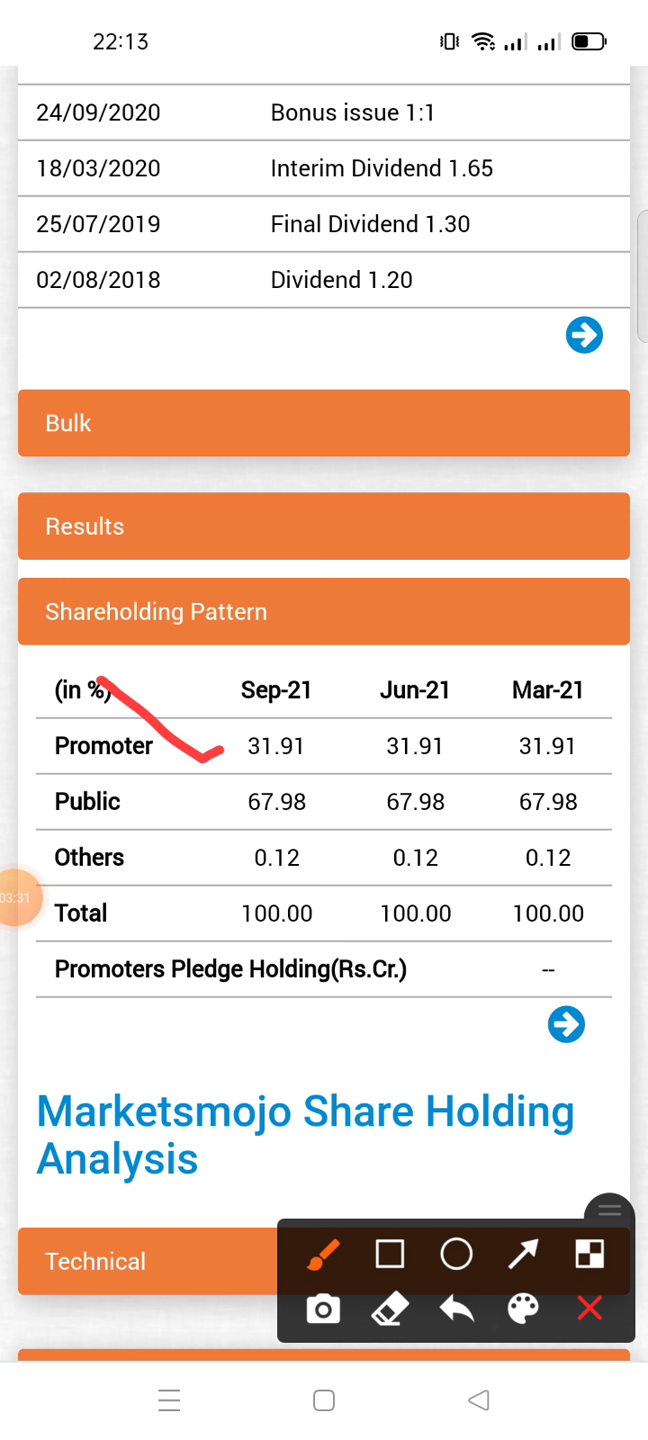 22:13
24/09/2020 Bonus issue 1:1
18/03/2020 Interim Dividend 1.65
25/07/2019 Final Dividend 1.30
02/08/2018 Dividend 1.20
Bulk
Results
Shareholding Pattern
(in %) Sep-21 Jun-21 Mar-21
Promoter 31.91 31.91 31.91
Public 67.98 67.98 67.98
Others 0.12 0.12 0.12
03:31
Total 100.00 100.00 100.00
Promoters Pledge Holding(Rs.Cr.) --
Marketsmojo Share Holding
Analysis
Technical